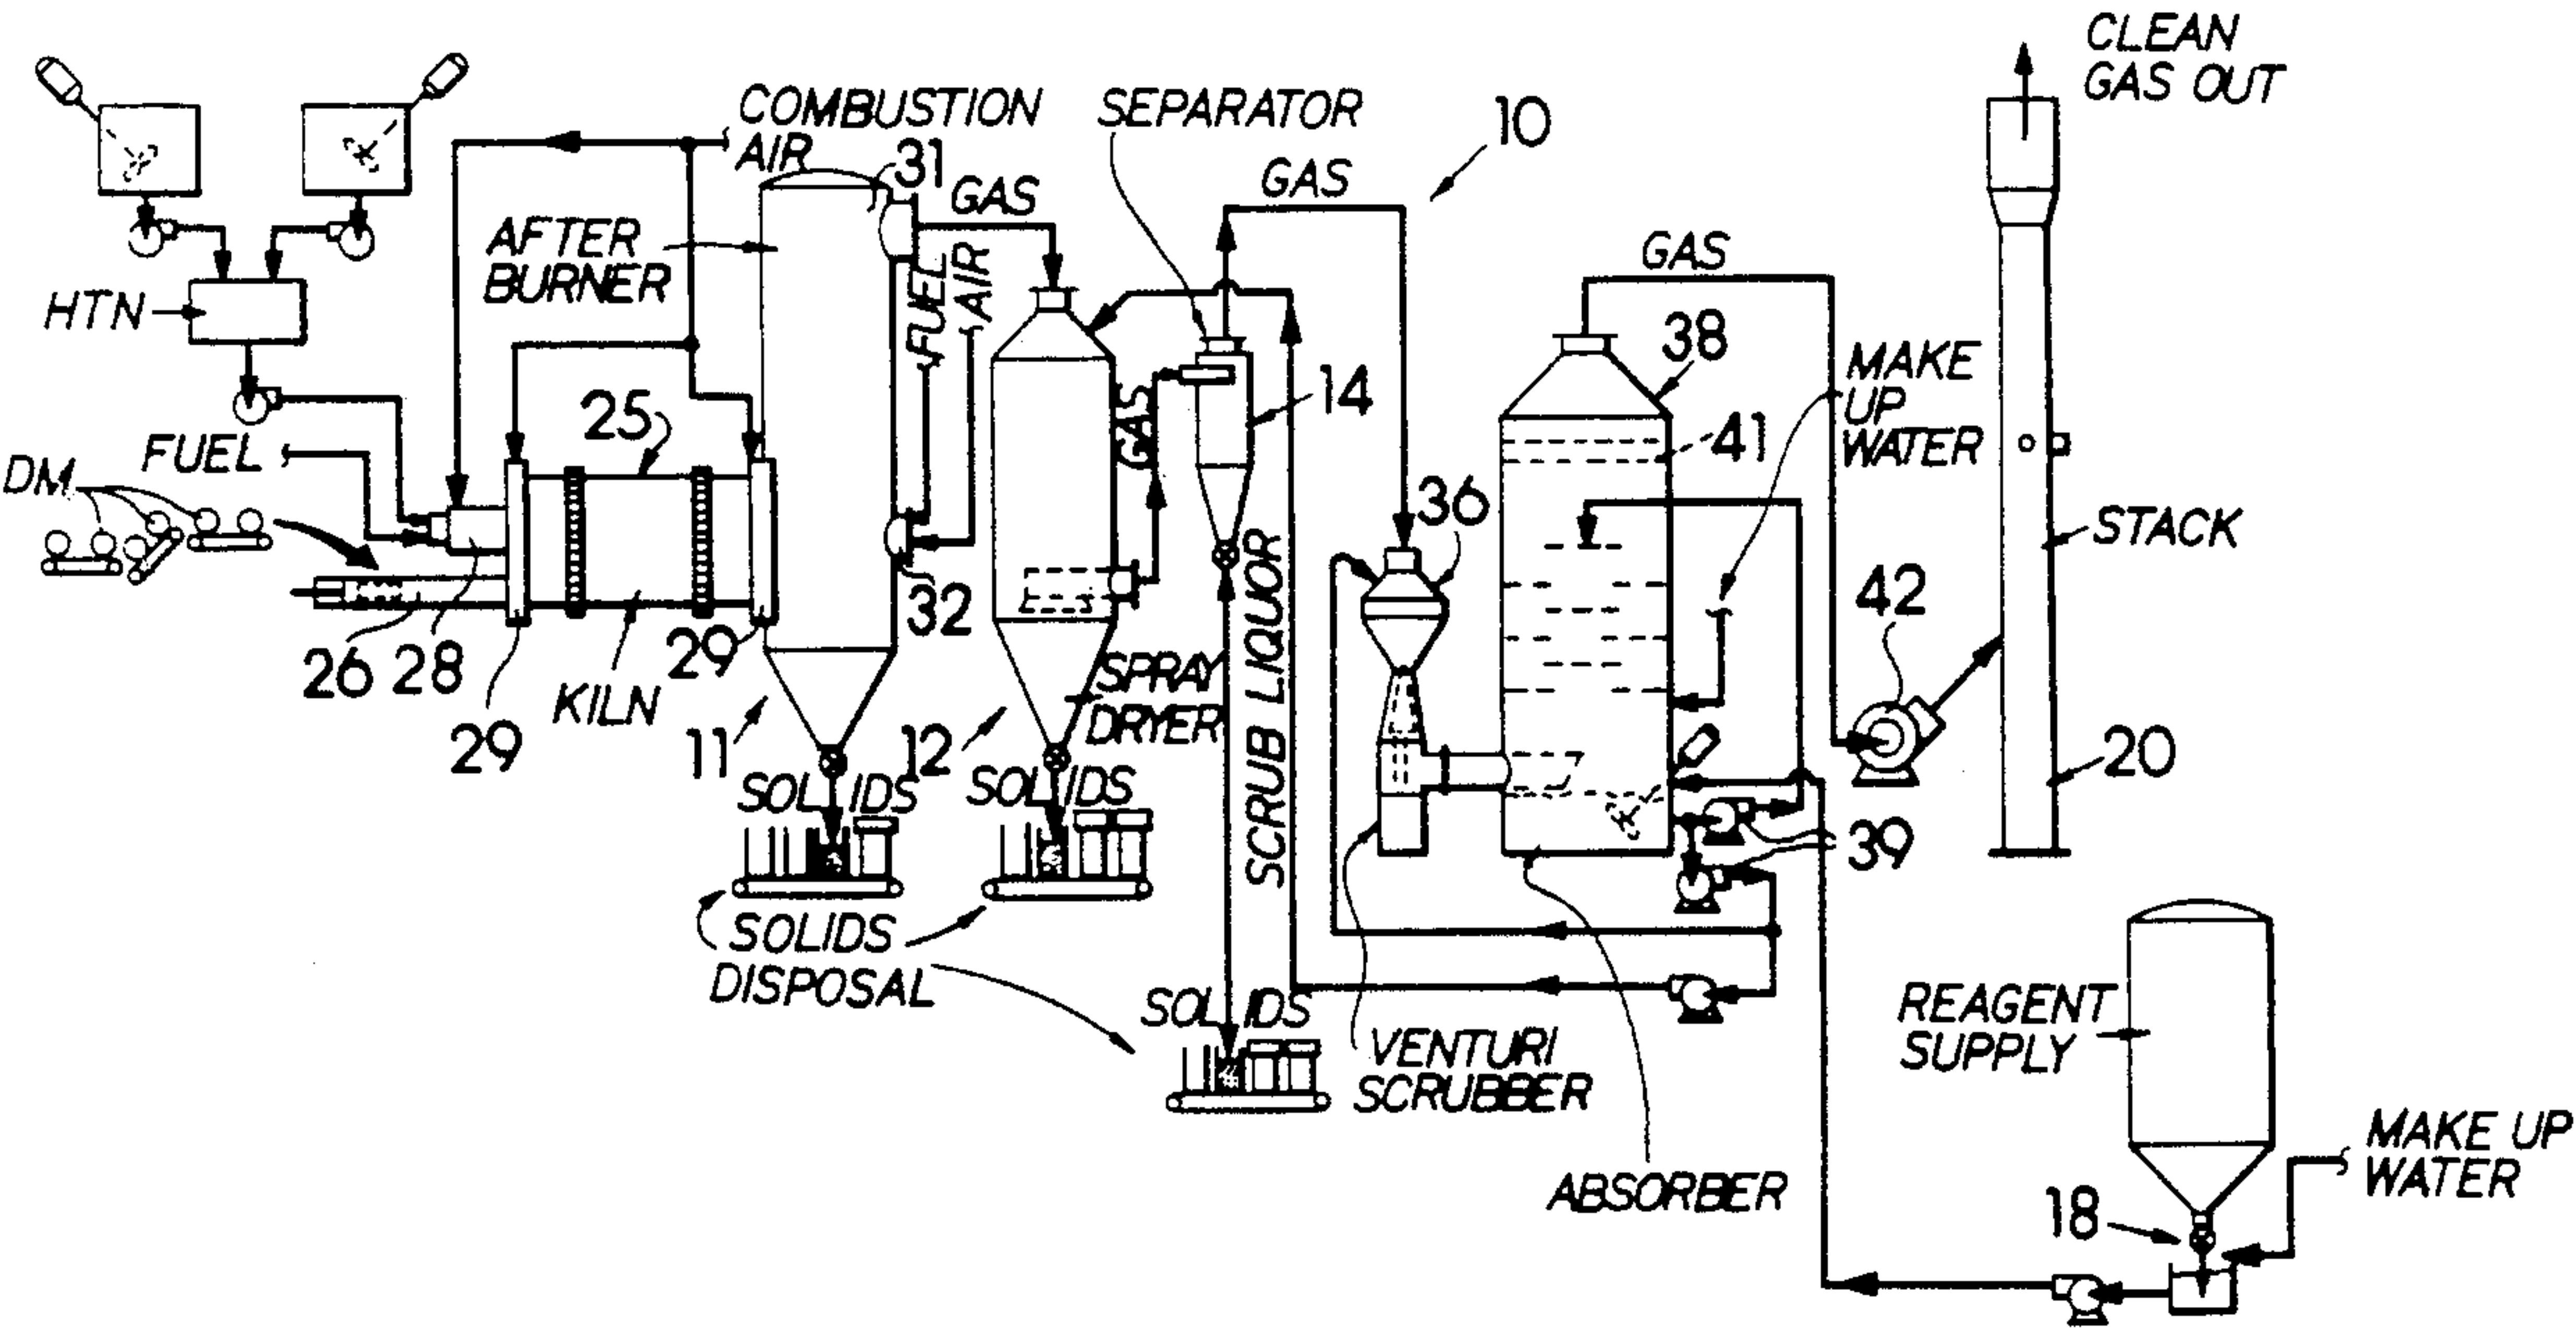 CLEAN
GAS OUT
COMBUSTION
AIR
SEPARATOR
10
31
GAS
GAS
AFTER
BURNER
FUEL
AIR
GAS
HTN
38
MAKE
UP
WATER
25
GAS
14
41
FUEL
DM
36
STACK
32
SCRUB LIQUOR
42
26
28
29
KILN
29
SPRAY
DRYER
11
12
20
SOLIDS
SOLIDS
39
SOLIDS
DISPOSAL
SOLIDS
REAGENT
SUPPLY
VENTURI
SCRUBBER
MAKE UP
WATER
ABSORBER
18